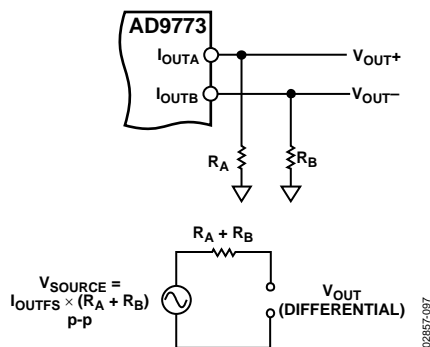 AD9773
IOUTA
VOUT+
IOUTB
VOUT–
RA
RB
RA + RB
VSOURCE =
IOUTFS × (RA + RB)
p-p
VOUT
(DIFFERENTIAL)
02857-097